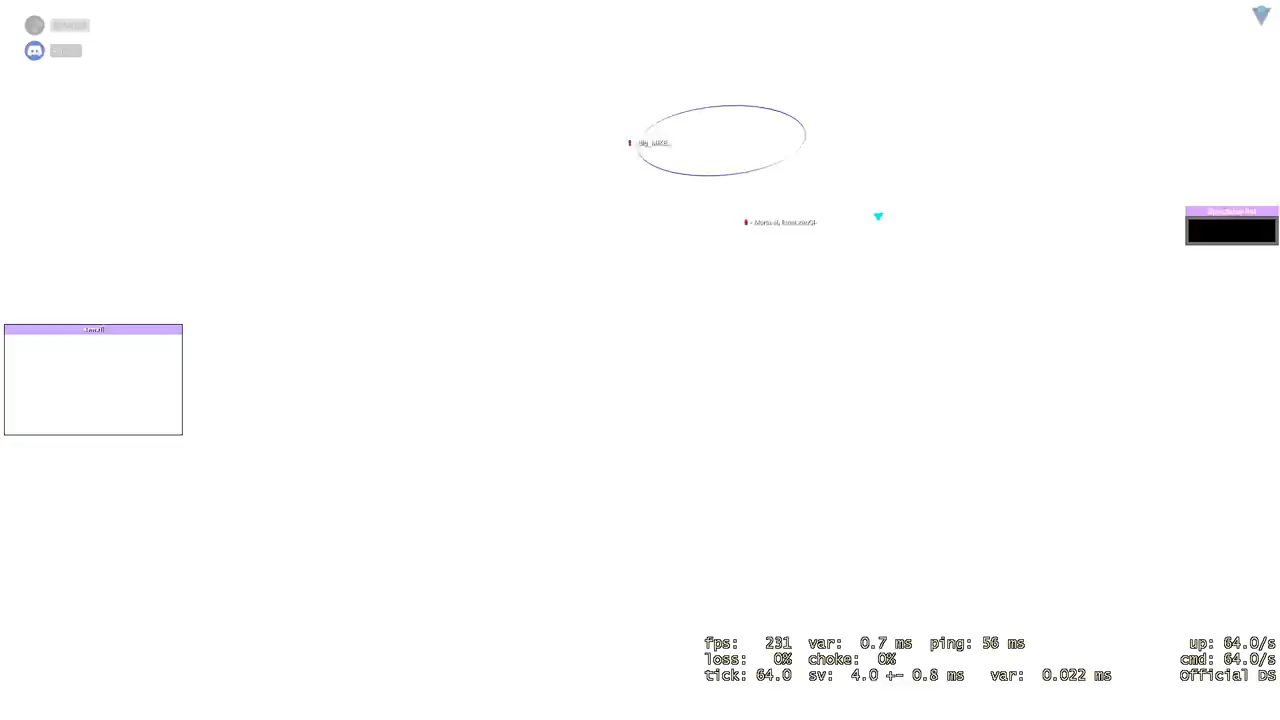 fps: 231 var: 0.7 ms ping: 56 ms up: 64.0/s
loss: 0% choke: 0% cmd: 64.0/s
tick: 64.0 sv: 4.0 +- 0.8 ms var: 0.022 ms Official DS